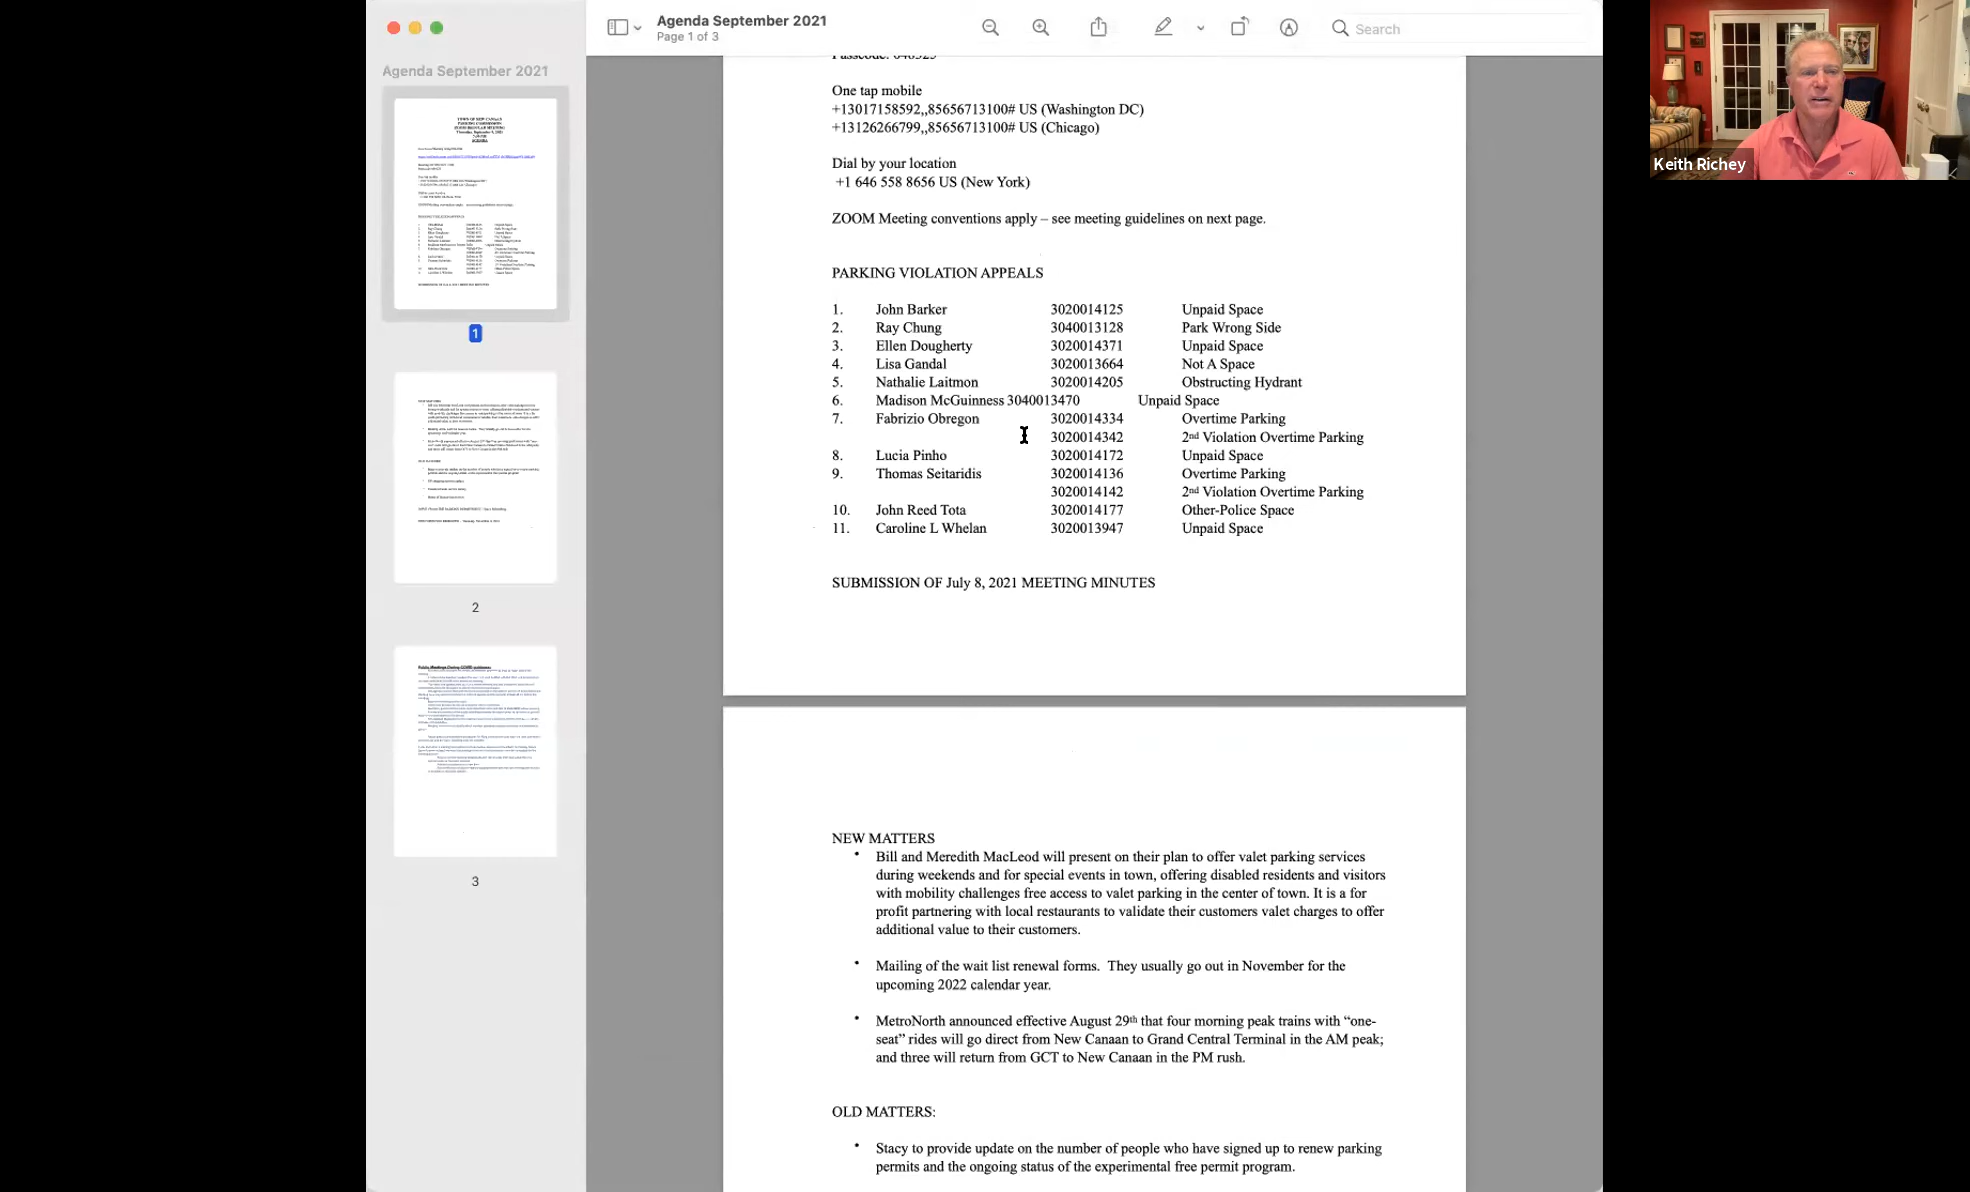 Agenda September 2021
Page 1 of 3
Search
Agenda September 2021
1
2
3
One tap mobile
+13017158592,,85656713100# US (Washington DC)
+13126266799,,85656713100# US (Chicago)
Dial by your location
+1 646 558 8656 US (New York)
ZOOM Meeting conventions apply – see meeting guidelines on next page.
PARKING VIOLATION APPEALS
1. John Barker 3020014125 Unpaid Space
2. Ray Chung 3040013128 Park Wrong Side
3. Ellen Dougherty 3020014371 Unpaid Space
4. Lisa Gandal 3020013664 Not A Space
5. Nathalie Laitmon 3020014205 Obstructing Hydrant
6. Madison McGuinness 3040013470 Unpaid Space
7. Fabrizio Obregon 3020014334 Overtime Parking
3020014342 2nd Violation Overtime Parking
8. Lucia Pinho 3020014172 Unpaid Space
9. Thomas Seitaridis 3020014136 Overtime Parking
3020014142 2nd Violation Overtime Parking
10. John Reed Tota 3020014177 Other-Police Space
11. Caroline L Whelan 3020013947 Unpaid Space
SUBMISSION OF July 8, 2021 MEETING MINUTES
NEW MATTERS
• Bill and Meredith MacLeod will present on their plan to offer valet parking services
during weekends and for special events in town, offering disabled residents and visitors
with mobility challenges free access to valet parking in the center of town. It is a for
profit partnering with local restaurants to validate their customers valet charges to offer
additional value to their customers.
• Mailing of the wait list renewal forms. They usually go out in November for the
upcoming 2022 calendar year.
• MetroNorth announced effective August 29th that four morning peak trains with “one-
seat” rides will go direct from New Canaan to Grand Central Terminal in the AM peak;
and three will return from GCT to New Canaan in the PM rush.
OLD MATTERS:
• Stacy to provide update on the number of people who have signed up to renew parking
permits and the ongoing status of the experimental free permit program.
Keith Richey